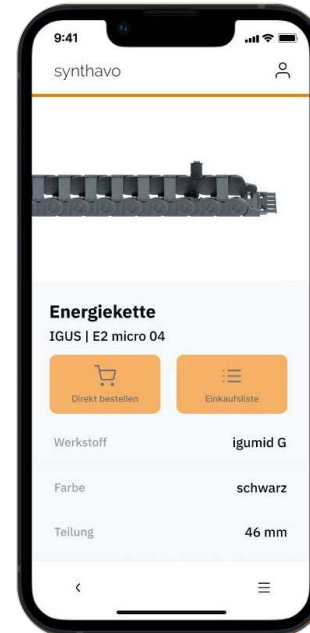 9:41
synthavo
Energiekette
IGUS | E2 micro 04
Direkt bestellen
Einkaufsliste
Werkstoff igumid G
Farbe schwarz
Teilung 46 mm